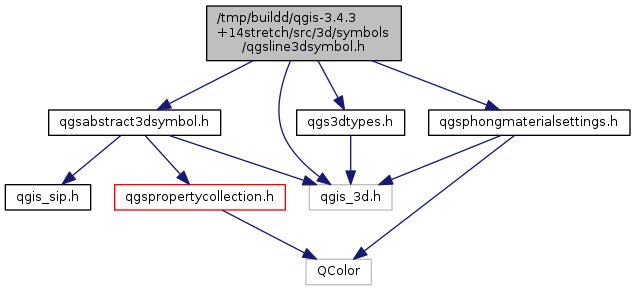 /tmp/buildd/qgis-3.4.3
+14stretch/src/3d/symbols
/qgsline3dsymbol.h
qgsabstract3dsymbol.h
qgs3dtypes.h
qgsphongmaterialsettings.h
qgis_sip.h
qgspropertycollection.h
qgis_3d.h
QColor